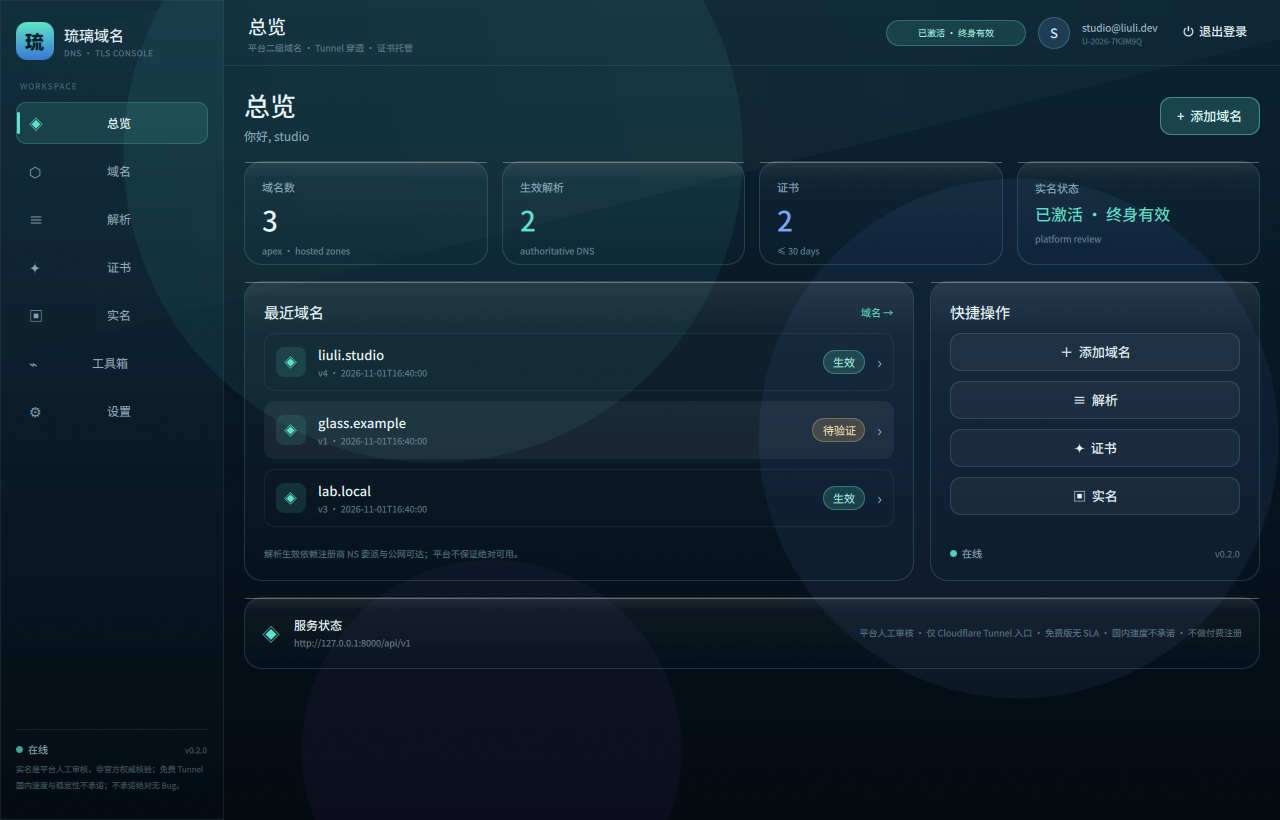 琉
琉璃域名
DNS · TLS CONSOLE
WORKSPACE
总览
域名
解析
证书
实名
工具箱
设置
在线
v0.2.0
实名是平台人工审核，非官方权威核验；免费 Tunnel
国内速度与稳定性不承诺；不承诺绝对无 Bug。
总览
平台二级域名 · Tunnel 穿透 · 证书托管
已激活 · 终身有效
S
studio@liuli.dev
U-2026-7K3M9Q
退出登录
总览
你好, studio
+ 添加域名
域名数
3
apex · hosted zones
生效解析
2
authoritative DNS
证书
2
≤ 30 days
实名状态
已激活 · 终身有效
platform review
最近域名
域名 →
liuli.studio
v4 · 2026-11-01T16:40:00
生效 ›
glass.example
v1 · 2026-11-01T16:40:00
待验证 ›
lab.local
v3 · 2026-11-01T16:40:00
生效 ›
解析生效依赖注册商 NS 委派与公网可达；平台不保证绝对可用。
快捷操作
＋ 添加域名
≡ 解析
✦ 证书
▣ 实名
在线
v0.2.0
服务状态
http://127.0.0.1:8000/api/v1
平台人工审核 · 仅 Cloudflare Tunnel 入口 · 免费版无 SLA · 国内速度不承诺 · 不做付费注册